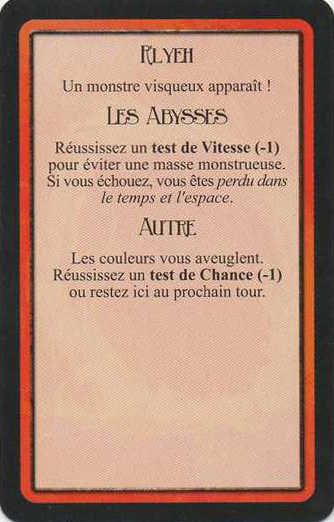 R'LYEH
Un monstre visqueux apparaît !
LES ABYSSES
Réussissez un test de Vitesse (-1)
pour éviter une masse monstrueuse.
Si vous échouez, vous êtes perdu dans
le temps et l'espace.
AUTRE
Les couleurs vous aveuglent.
Réussissez un test de Chance (-1)
ou restez ici au prochain tour.